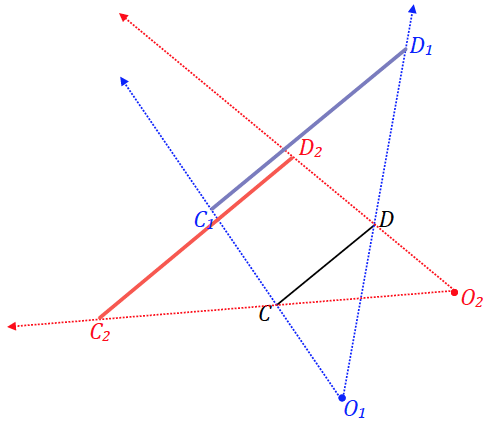 D₁
D₂
C₁
D
C
O₂
C₂
O₁